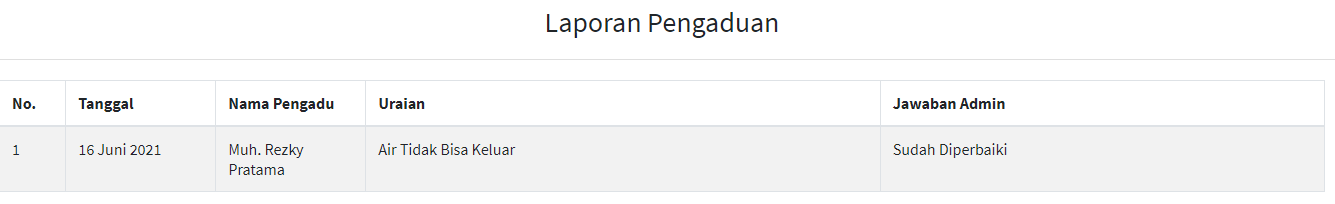 Laporan Pengaduan
No. Tanggal Nama Pengadu Uraian Jawaban Admin
1 16 Juni 2021 Muh. Rezky Air Tidak Bisa Keluar Sudah Diperbaiki
Pratama